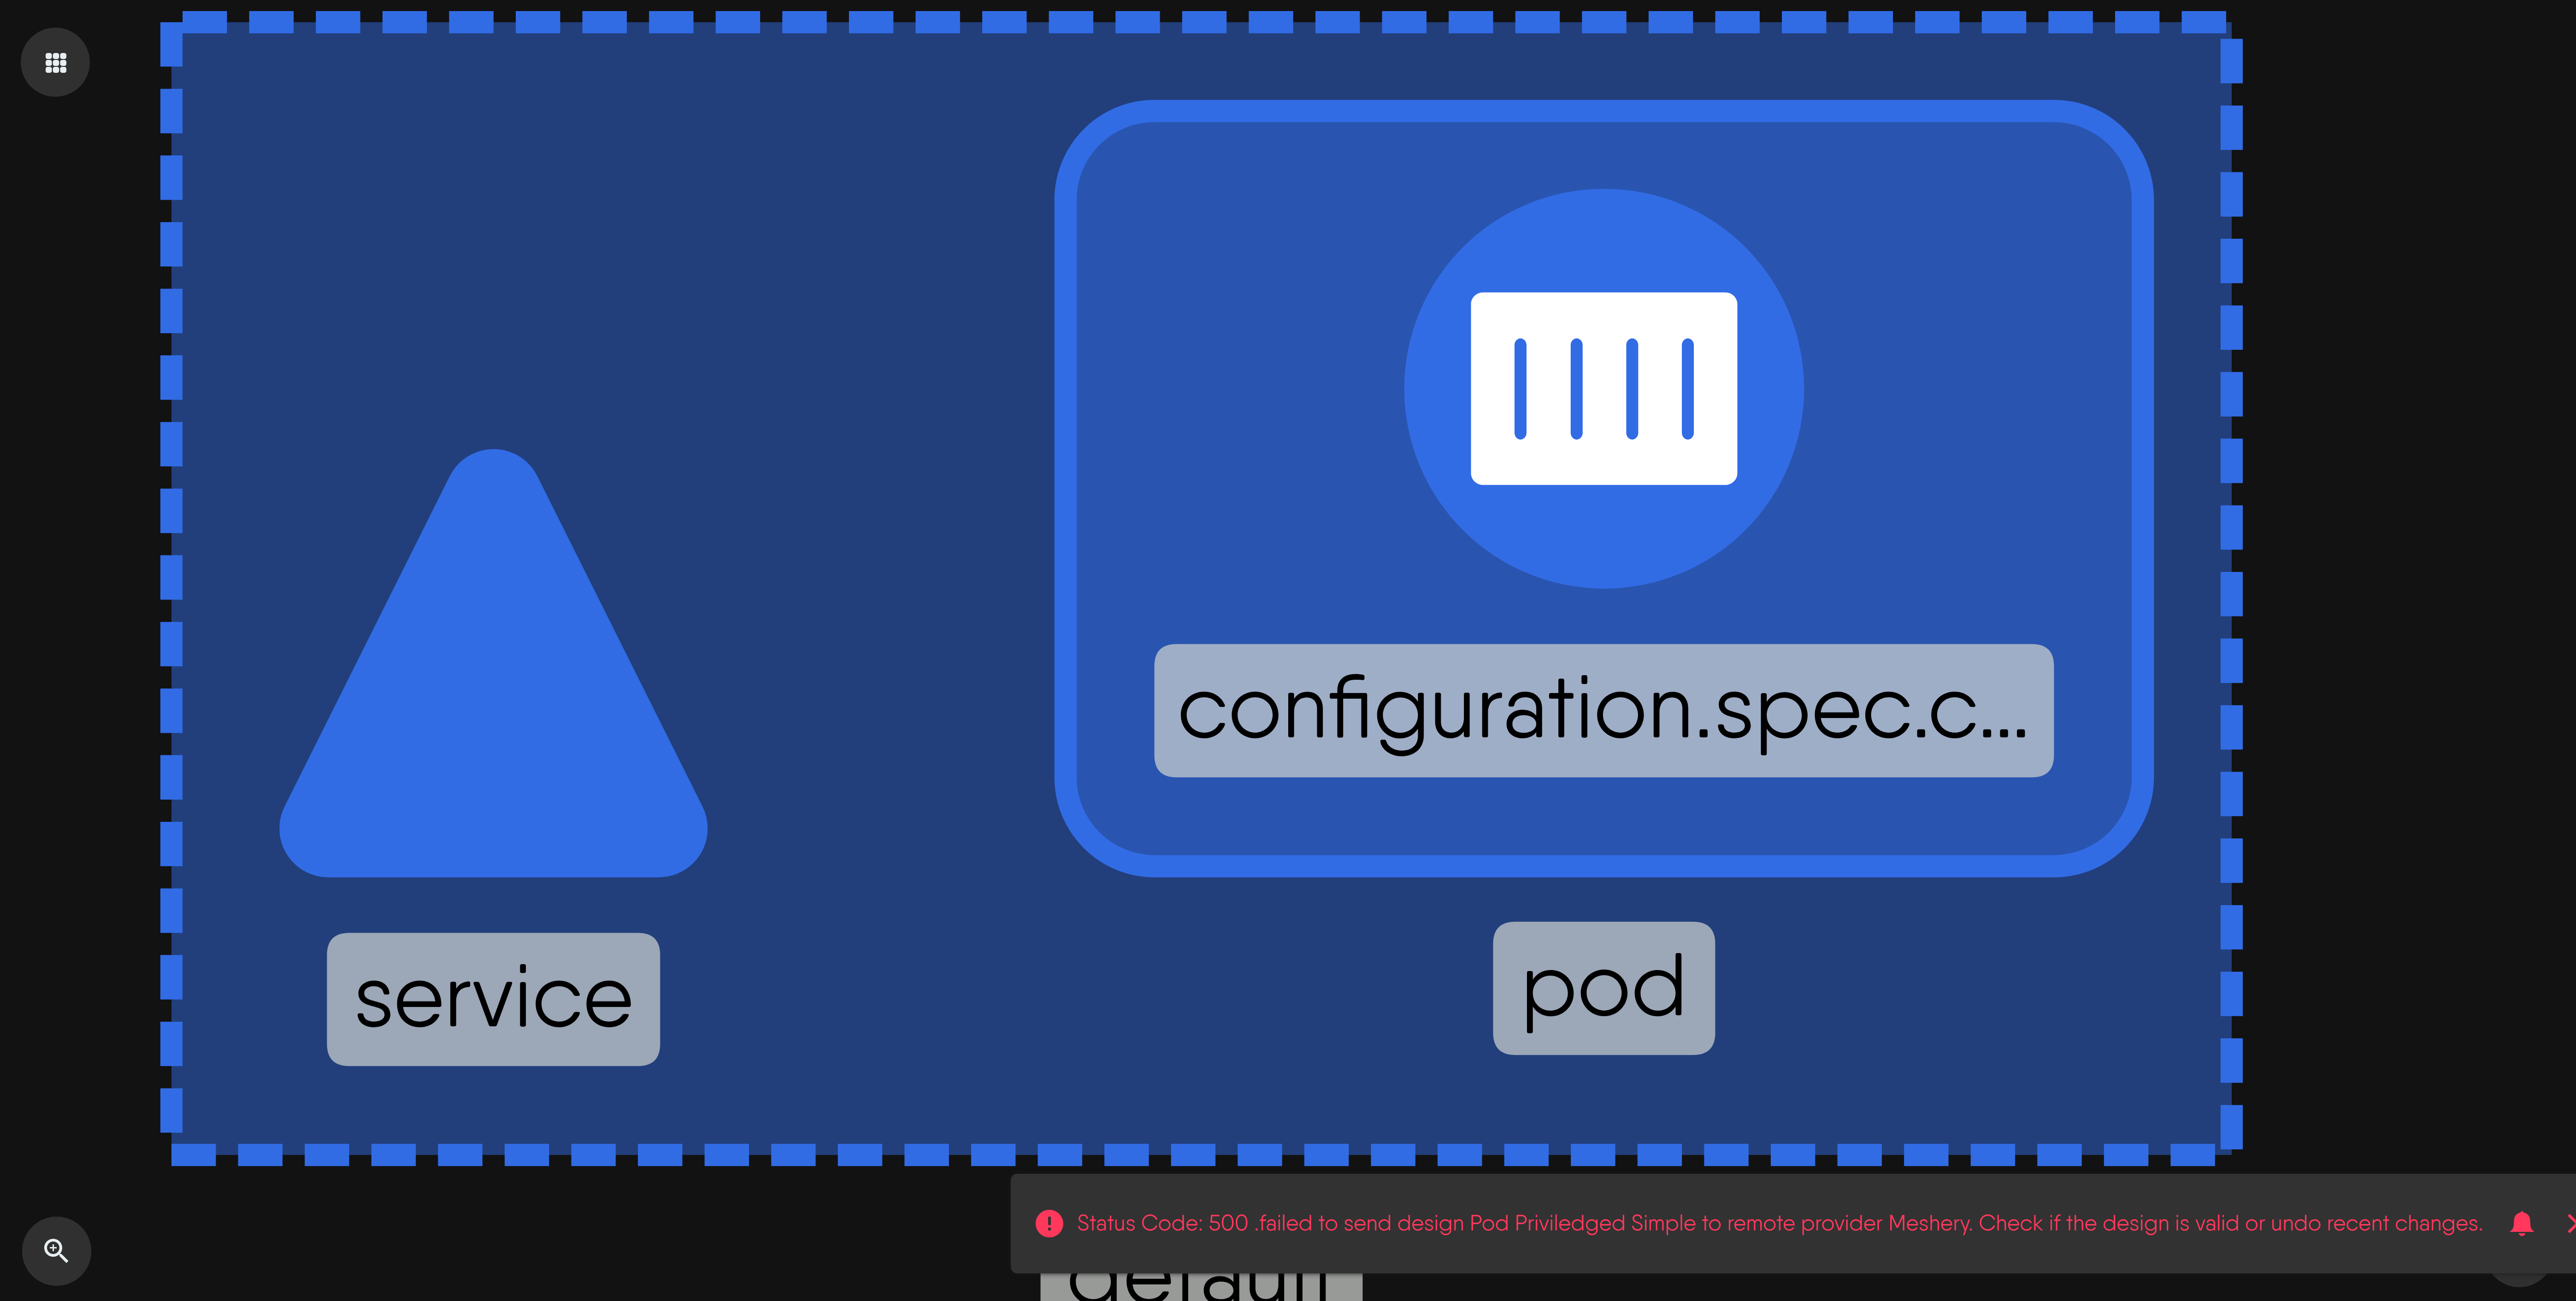 configuration.spec.c...
service
pod
Status Code: 500 .failed to send design Pod Priviledged Simple to remote provider Meshery. Check if the design is valid or undo recent changes.
default